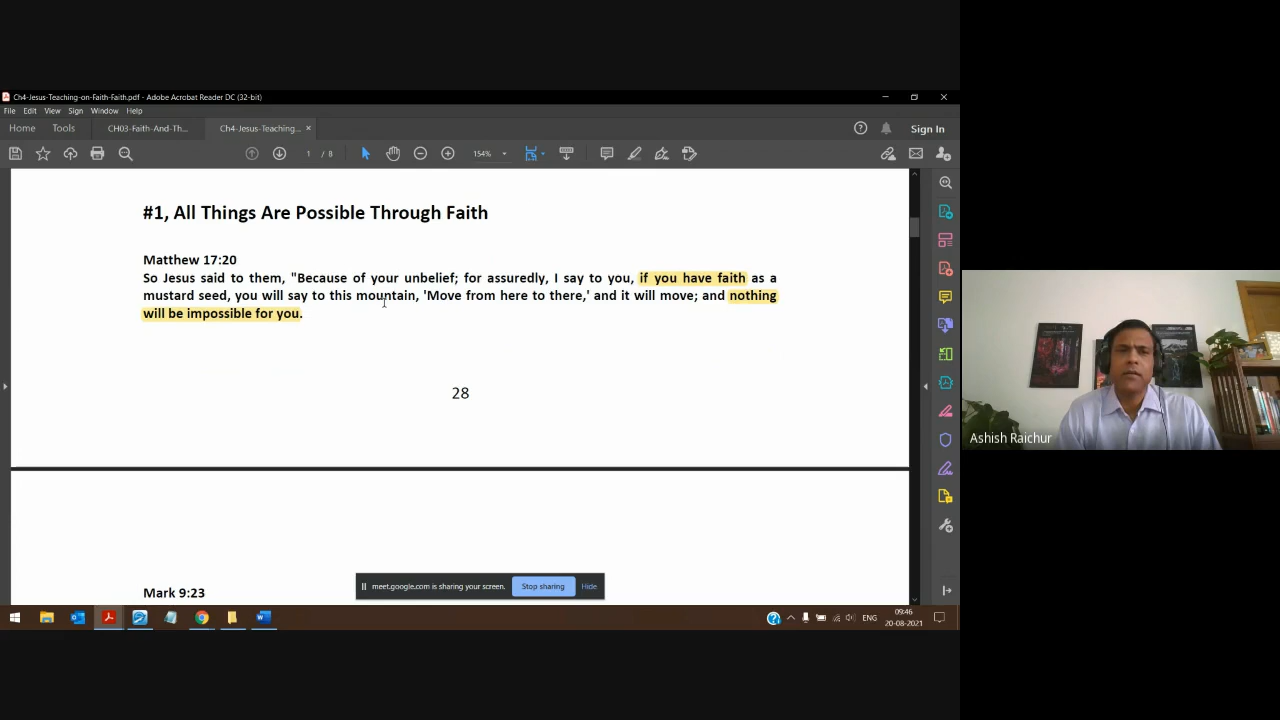 Ch4-Jesus-Teaching-on-Faith-Faith.pdf - Adobe Acrobat Reader DC (32-bit)
File Edit View Sign Window Help
Home Tools CH03-Faith-And-Th... Ch4-Jesus-Teaching... × Sign In
1 / 8 154%
#1, All Things Are Possible Through Faith
Matthew 17:20
So Jesus said to them, "Because of your unbelief; for assuredly, I say to you, if you have faith as a
mustard seed, you will say to this mountain, 'Move from here to there,' and it will move; and nothing
will be impossible for you.
28
Mark 9:23
meet.google.com is sharing your screen. Stop sharing Hide
ENG 09:46
20-08-2021
Ashish Raichur